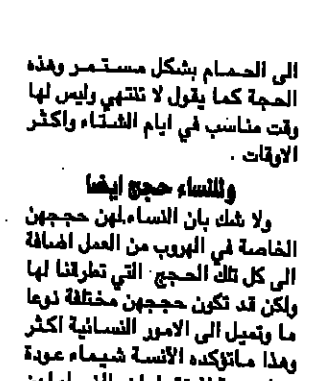 الى الحمام بشكل مستمر وهذه
الحجة كما يقول لا تنتهي وليس لها
وقت مناسب في ايام الشتاء واكثر
الاوقات .
وللنساء حجج ايضا
ولا شك بان النساء لهن حججهن
الخاصة في الهروب من العمل اضافة
الى كل تلك الحجج التي تطرقنا لها
ولكن قد تكون حججهن مختلفة نوعا
ما وتميل الى الامور النسائية اكثر
وهذا ماتؤكده الآنسة شيماء عودة